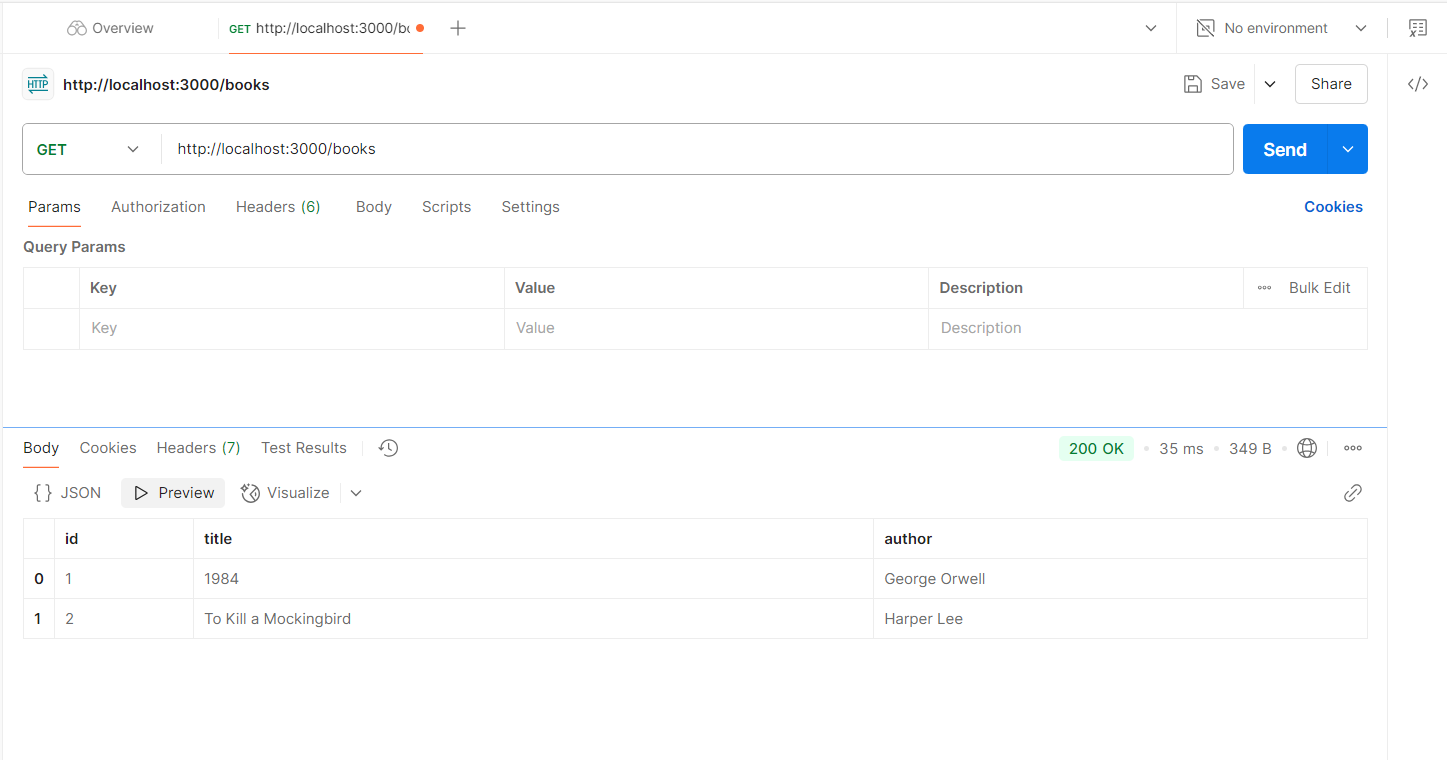 Overview GET http://localhost:3000/bo No environment
HTTP http://localhost:3000/books Save Share
GET http://localhost:3000/books Send
Params Authorization Headers (6) Body Scripts Settings Cookies
Query Params
Key Value Description Bulk Edit
Key Value Description
Body Cookies Headers (7) Test Results 200 OK 35 ms 349 B
{} JSON Preview Visualize
id title author
0 1 1984 George Orwell
1 2 To Kill a Mockingbird Harper Lee